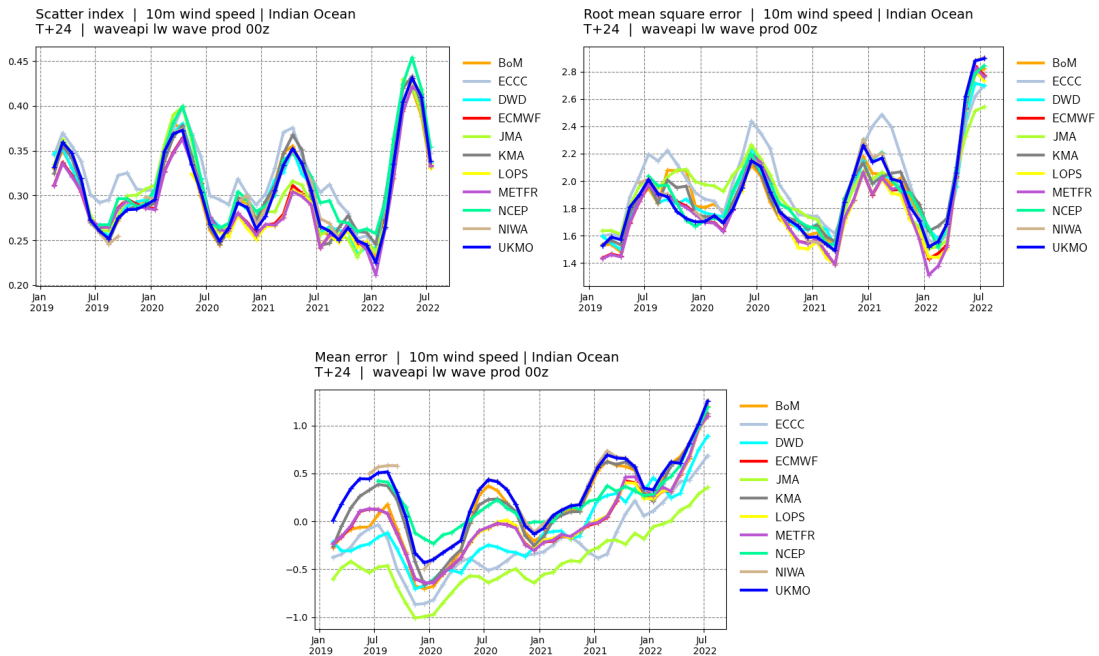 Scatter index | 10m wind speed | Indian Ocean
T+24 | waveapi lw wave prod 00z
0.45
0.40
0.35
0.30
0.25
0.20
Jan 2019
Jul
Jan 2020
Jul 2020
Jan 2021
Jul 2021
Jan 2022
Jul 2022
BoM
ECCC
DWD
ECMWF
JMA
KMA
LOPS
METFR
NCEP
NIWA
UKMO
Root mean square error | 10m wind speed | Indian Ocean
T+24 | waveapi lw wave prod 00z
2.8
2.6
2.4
2.2
2.0
1.8
1.6
1.4
Jan 2019
Jul 2019
Jan 2020
Jul 2020
Jan 2021
Jul 2021
Jan 2022
Jul 2022
BoM
ECCC
DWD
ECMWF
JMA
KMA
LOPS
METFR
NCEP
NIWA
UKMO
Mean error | 10m wind speed | Indian Ocean
T+24 | waveapi lw wave prod 00z
1.0
0.5
0.0
−0.5
−1.0
Jan 2019
Jul 2019
Jan 2020
Jul 2020
Jan 2021
Jul 2021
Jan 2022
Jul 2022
BoM
ECCC
DWD
ECMWF
JMA
KMA
LOPS
METFR
NCEP
NIWA
UKMO